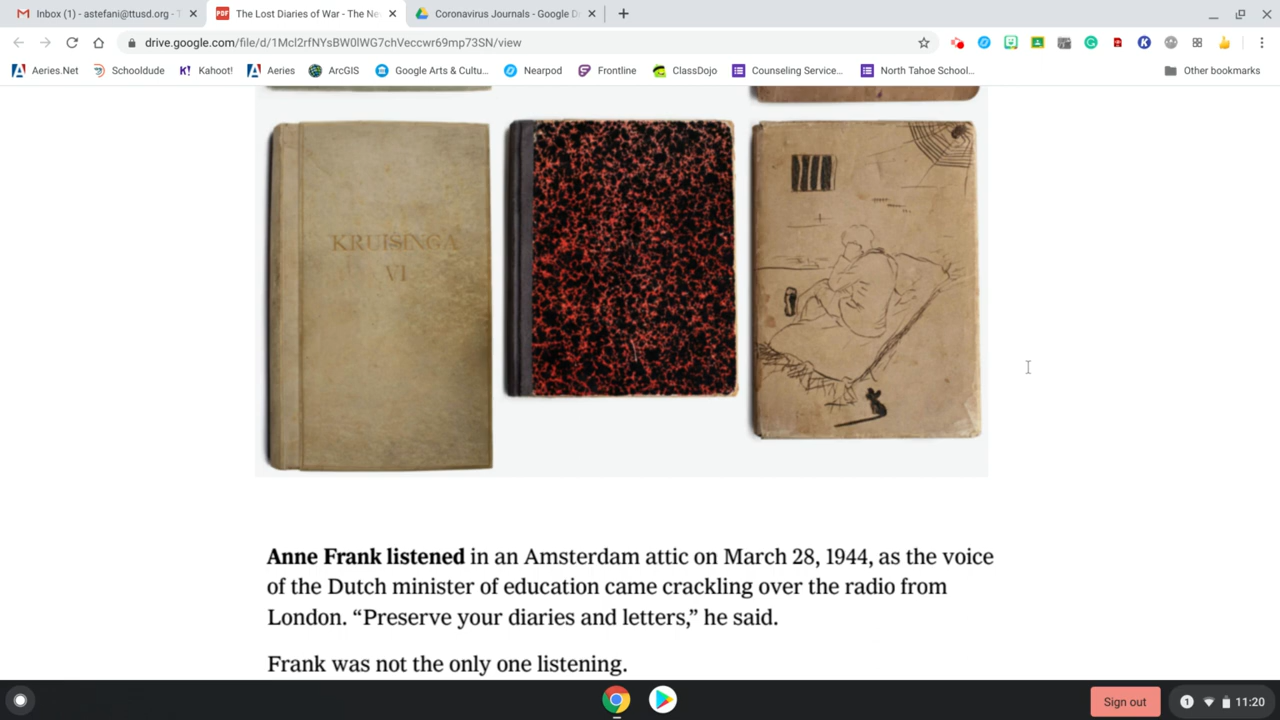 Inbox (1) - astefani@ttusd.org - T
The Lost Diaries of War - The Ne
Coronavirus Journals - Google Dr
drive.google.com/file/d/1Mcl2rfNYsBW0lWG7chVeccwr69mp73SN/view
Aeries.Net
Schooldude
Kahoot!
Aeries
ArcGIS
Google Arts & Cultu...
Nearpod
Frontline
ClassDojo
Counseling Service...
North Tahoe School...
Other bookmarks
KRUISINGA
VI
Anne Frank listened in an Amsterdam attic on March 28, 1944, as the voice
of the Dutch minister of education came crackling over the radio from
London. “Preserve your diaries and letters,” he said.
Frank was not the only one listening.
Sign out
1
11:20